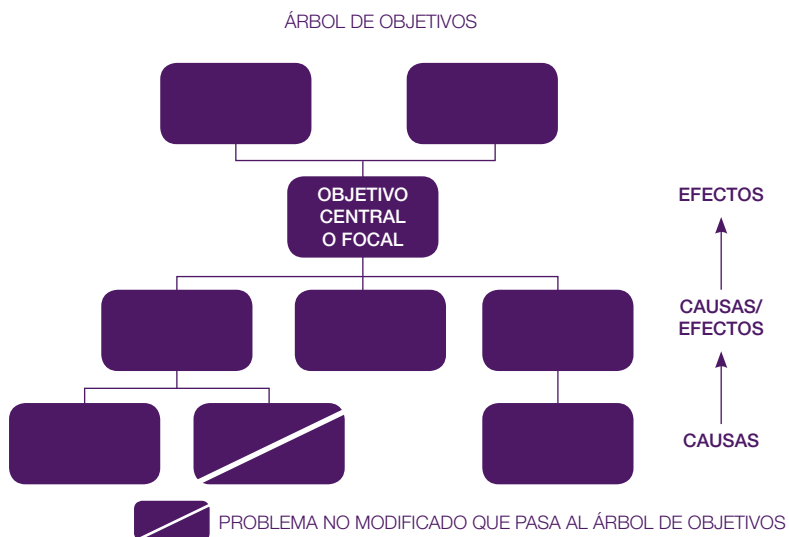 ÁRBOL DE OBJETIVOS
OBJETIVO
CENTRAL
O FOCAL
EFECTOS
CAUSAS/
EFECTOS
CAUSAS
PROBLEMA NO MODIFICADO QUE PASA AL ÁRBOL DE OBJETIVOS